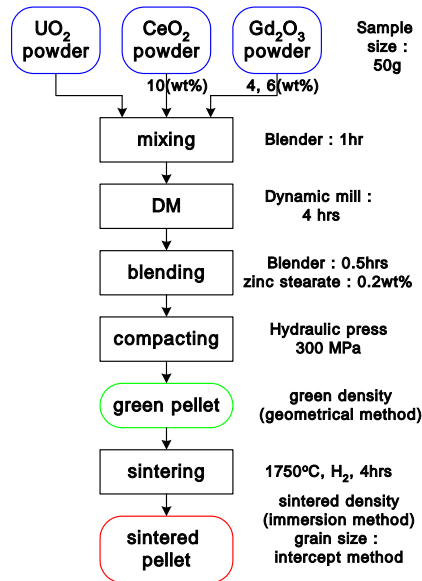 UO₂
powder
CeO₂
powder
Gd₂O₃
powder
Sample
size :
50g
10(wt%)
4, 6(wt%)
mixing
Blender : 1hr
DM
Dynamic mill :
4 hrs
blending
Blender : 0.5hrs
zinc stearate : 0.2wt%
compacting
Hydraulic press
300 MPa
green pellet
green density
(geometrical method)
sintering
1750ºC, H₂, 4hrs
sintered
pellet
sintered density
(immersion method)
grain size :
intercept method